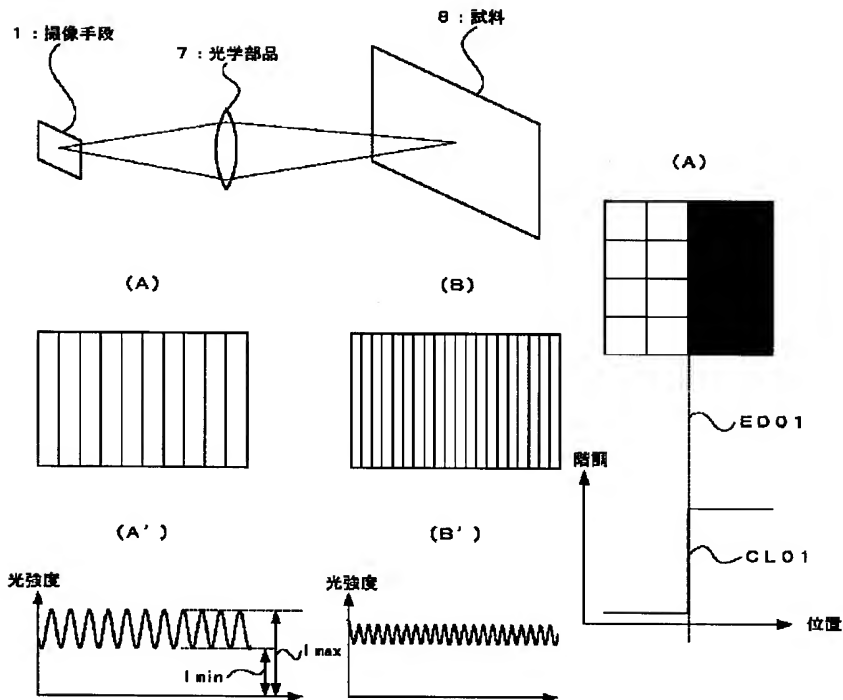 1：撮像手段
7：光学部品
8：試料
(A)
(A)
(B)
ED01
階調
CL01
位置
(A')
(B')
光強度
I max
I min
光強度